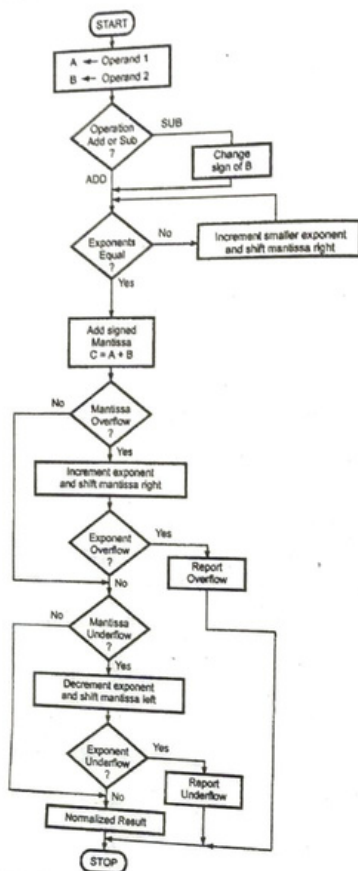 START
A ← Operand 1
B ← Operand 2
Operation
Add or Sub
?
SUB
Change
sign of B
ADD
Exponents
Equal
?
No
Increment smaller exponent
and shift mantissa right
Yes
Add signed
Mantissa
C = A + B
No
Mantissa
Overflow
?
Yes
Increment exponent
and shift mantissa right
Exponent
Overflow
?
Yes
Report
Overflow
No
No
Mantissa
Underflow
?
Yes
Decrement exponent
and shift mantissa left
Exponent
Underflow
?
Yes
Report
Underflow
No
Normalized Result
STOP